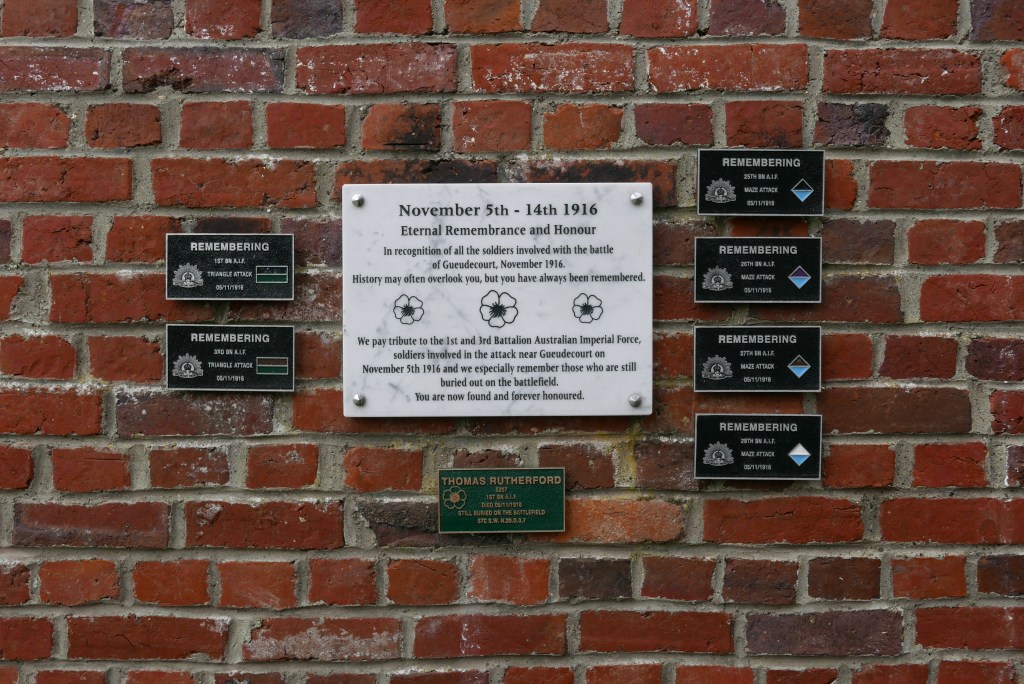 November 5th - 14th 1916
Eternal Remembrance and Honour
In recognition of all the soldiers involved with the battle
of Gueudecourt, November 1916.
History may often overlook you, but you have always been remembered.
We pay tribute to the 1st and 3rd Battalion Australian Imperial Force,
soldiers involved in the attack near Gueudecourt on
November 5th 1916 and we especially remember those who are still
buried out on the battlefield.
You are now found and forever honoured.
REMEMBERING
1ST BN A.I.F.
TRIANGLE ATTACK
05/11/1916
REMEMBERING
3RD BN A.I.F.
TRIANGLE ATTACK
05/11/1916
REMEMBERING
25TH BN A.I.F.
MAZE ATTACK
05/11/1916
REMEMBERING
26TH BN A.I.F.
MAZE ATTACK
05/11/1916
REMEMBERING
27TH BN A.I.F.
MAZE ATTACK
05/11/1916
REMEMBERING
28TH BN A.I.F.
MAZE ATTACK
05/11/1916
THOMAS RUTHERFORD
1ST BN A.I.F.
DIED 05/11/1916
STILL BURIED ON THE BATTLEFIELD
57C S.W.